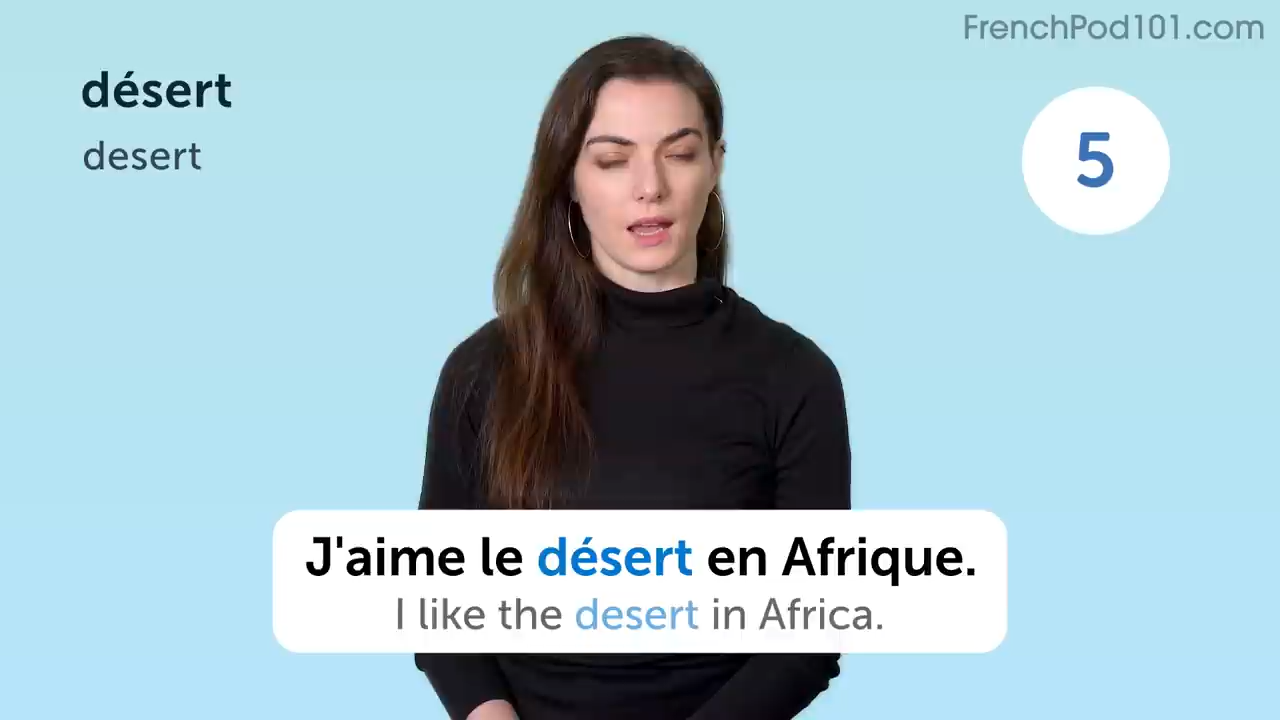 FrenchPod101.com
désert
desert
5
J'aime le désert en Afrique.
I like the desert in Africa.